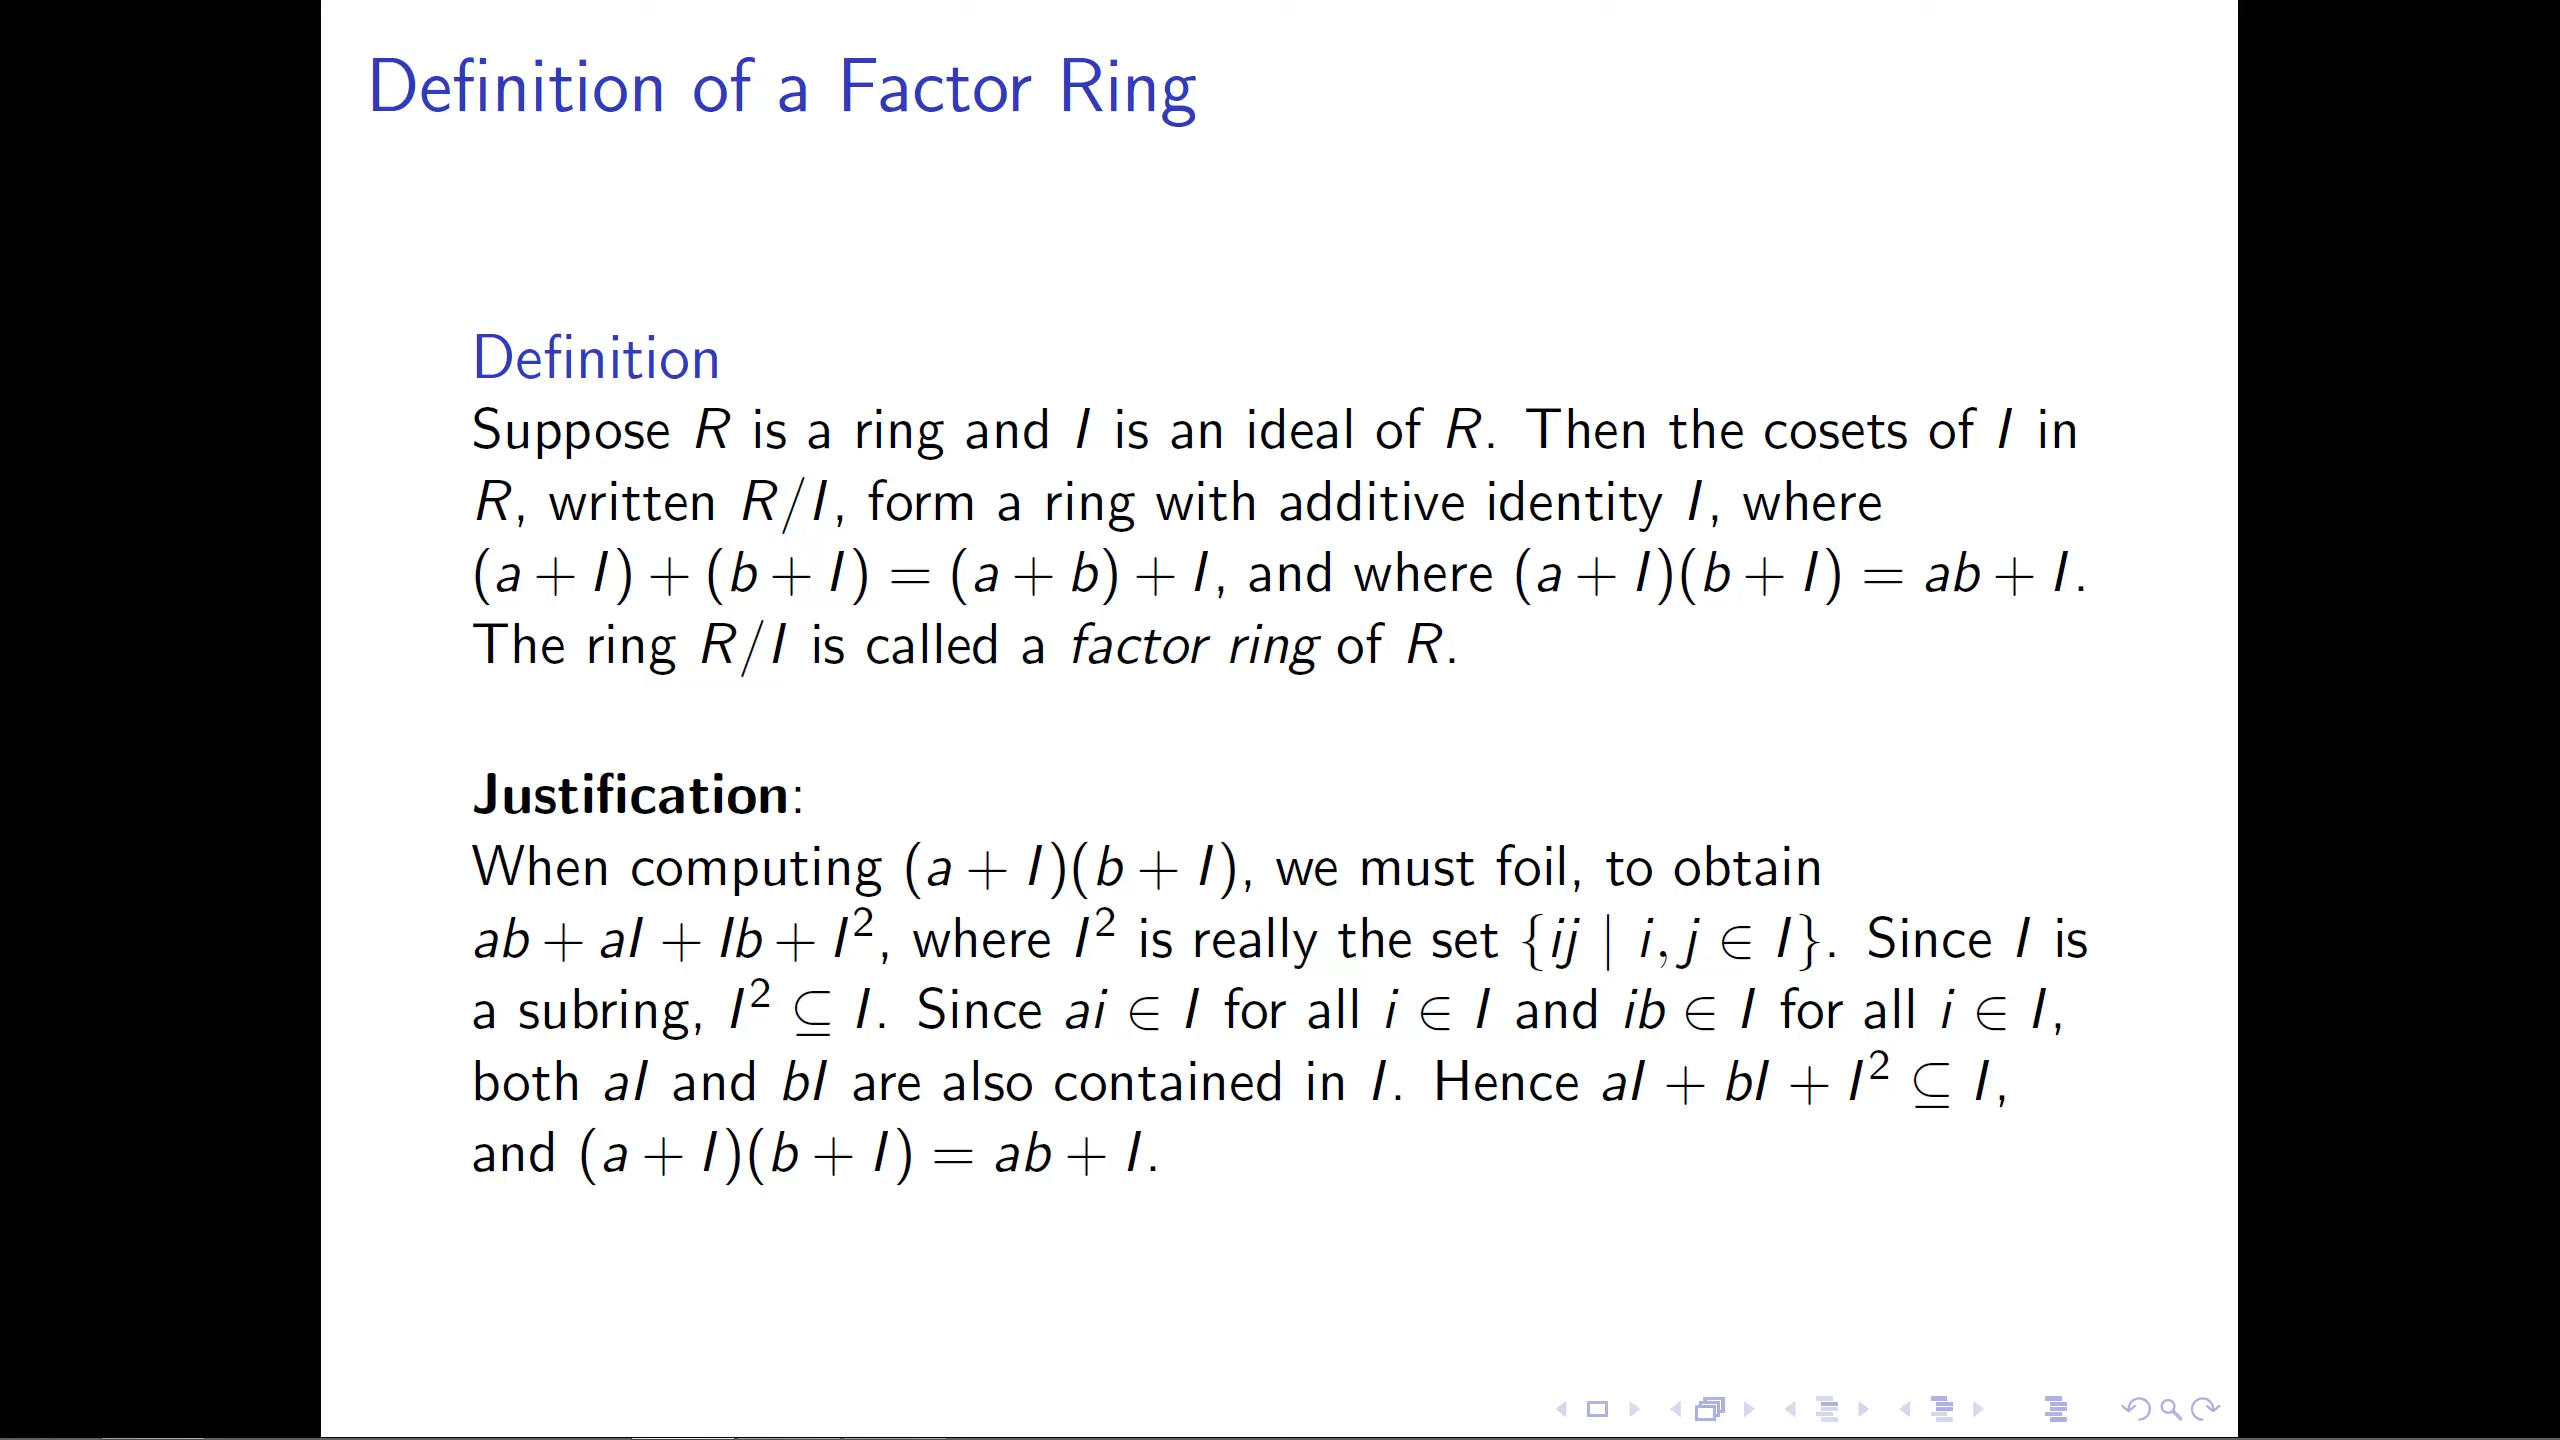 Definition of a Factor Ring
Definition
Suppose R is a ring and I is an ideal of R. Then the cosets of I in
R, written R/I, form a ring with additive identity I, where
(a + I) + (b + I) = (a + b) + I, and where (a + I)(b + I) = ab + I.
The ring R/I is called a factor ring of R.
Justification:
When computing (a + I)(b + I), we must foil, to obtain
ab + aI + Ib + I², where I² is really the set {ij | i, j ∈ I}. Since I is
a subring, I² ⊆ I. Since ai ∈ I for all i ∈ I and ib ∈ I for all i ∈ I,
both aI and bI are also contained in I. Hence aI + bI + I² ⊆ I,
and (a + I)(b + I) = ab + I.